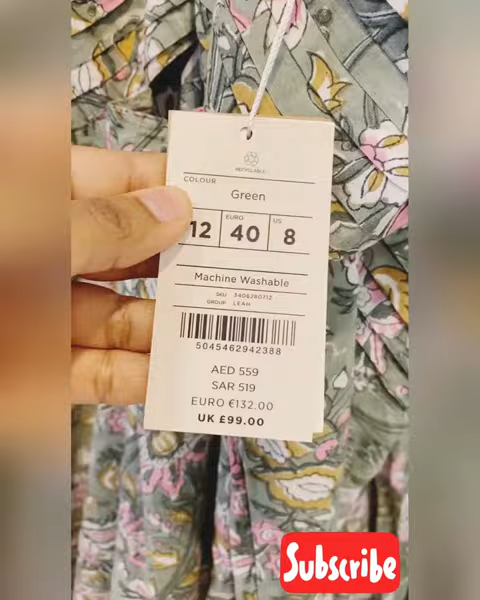 RECYCLABLE
COLOUR
Green
12 EURO 40 US 8
Machine Washable
SKU 3406280712
GROUP LEAH
5045462942388
AED 559
SAR 519
EURO €132.00
UK £99.00
Subscribe